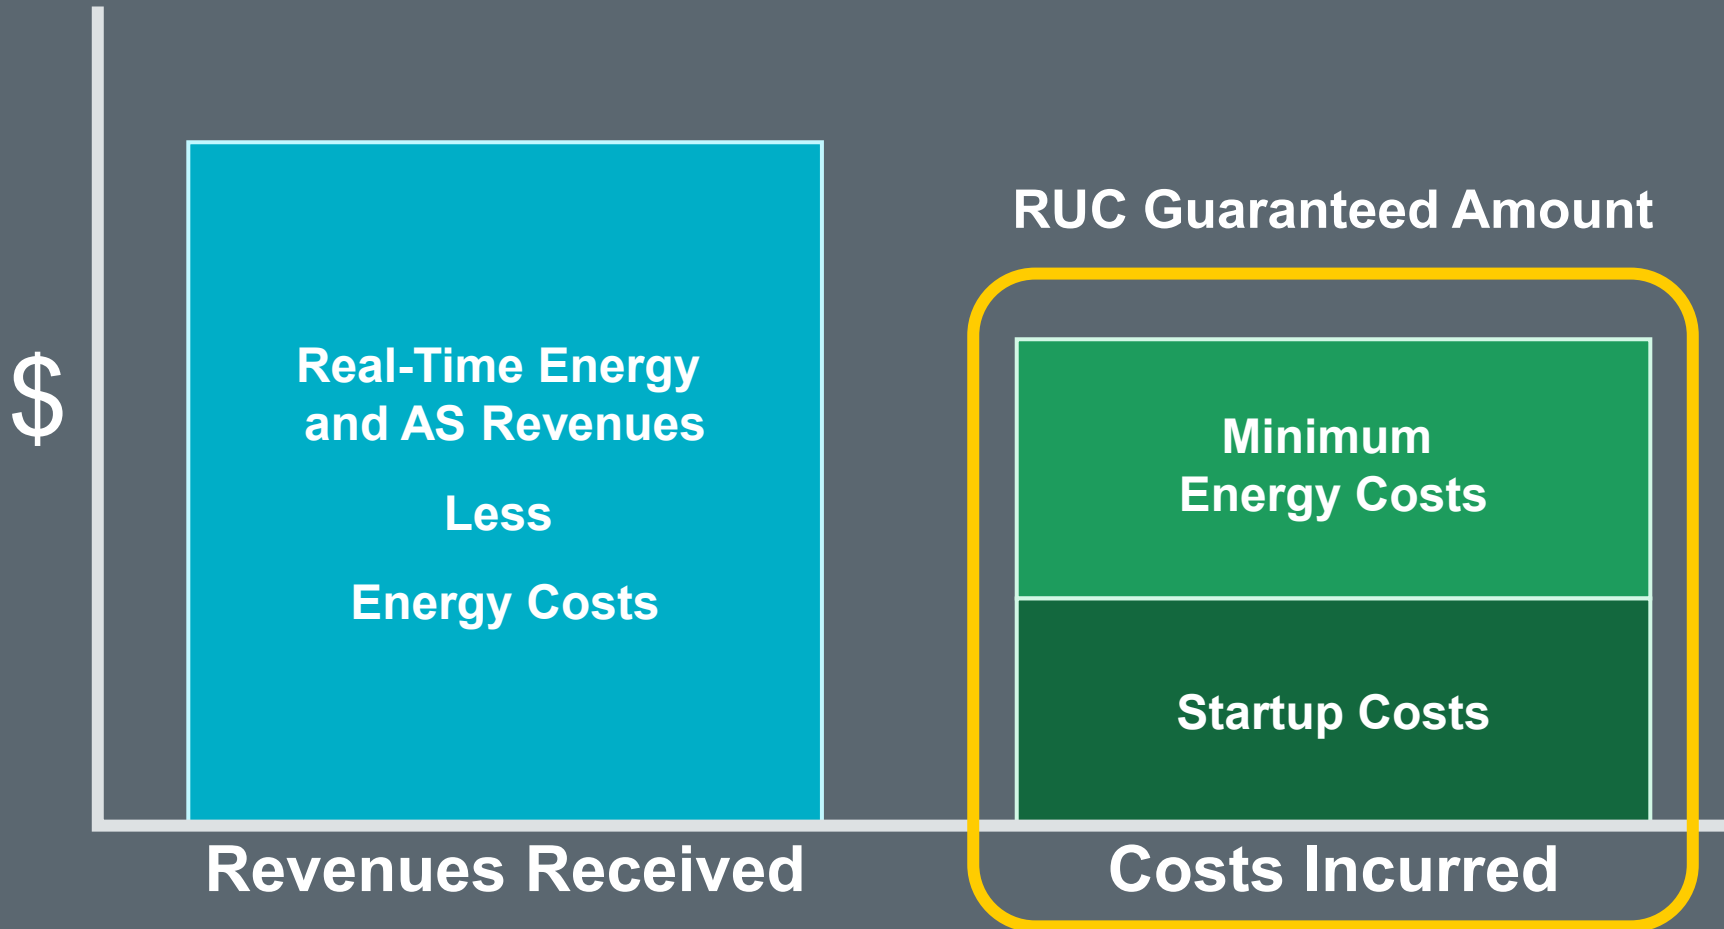 $
Real-Time Energy
and AS Revenues
Less
Energy Costs
Revenues Received
RUC Guaranteed Amount
Minimum
Energy Costs
Startup Costs
Costs Incurred